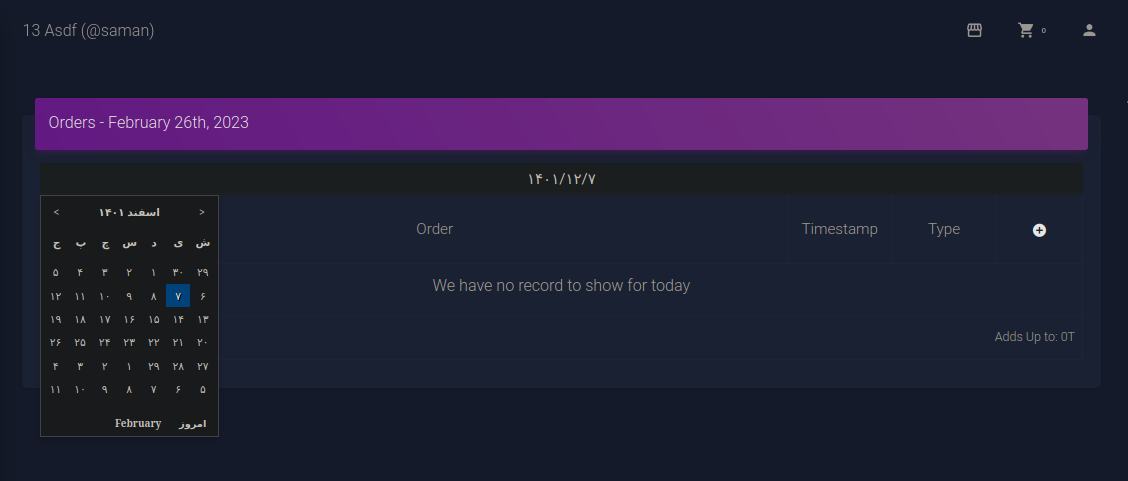 13 Asdf (@saman)
0
Orders - February 26th, 2023
۱۴۰۱/۱۲/۷
< اسفند ۱۴۰۱ >
ش ی د س چ پ ج
Order Timestamp Type
۲۹ ۳۰ ۱ ۲ ۳ ۴ ۵
We have no record to show for today
۶ ۷ ۸ ۹ ۱۰ ۱۱ ۱۲
۱۳ ۱۴ ۱۵ ۱۶ ۱۷ ۱۸ ۱۹
Adds Up to: 0T
۲۰ ۲۱ ۲۲ ۲۳ ۲۴ ۲۵ ۲۶
۲۷ ۲۸ ۲۹ ۱ ۲ ۳ ۴
۵ ۶ ۷ ۸ ۹ ۱۰ ۱۱
امروز February